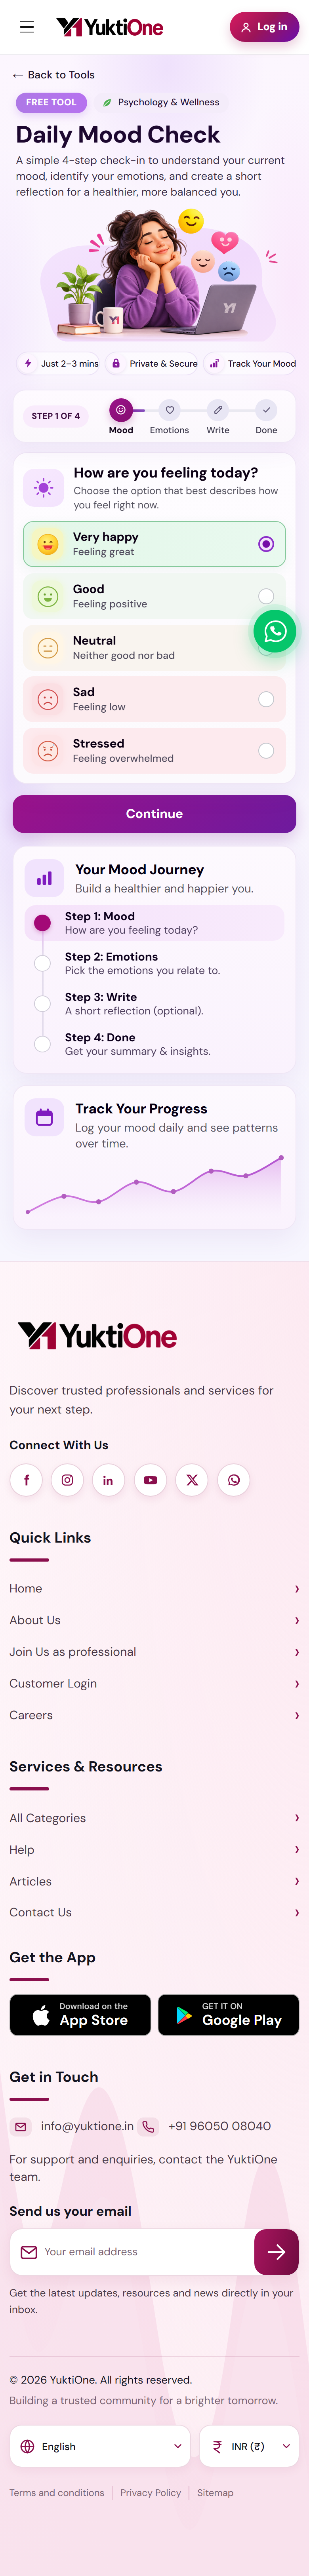 YuktiOne
Log in
← Back to Tools
FREE TOOL
Psychology & Wellness
Daily Mood Check
A simple 4-step check-in to understand your current
mood, identify your emotions, and create a short
reflection for a healthier, more balanced you.
Just 2–3 mins
Private & Secure
Track Your Mood
STEP 1 OF 4
Mood
Emotions
Write
Done
How are you feeling today?
Choose the option that best describes how
you feel right now.
Very happy
Feeling great
Good
Feeling positive
Neutral
Neither good nor bad
Sad
Feeling low
Stressed
Feeling overwhelmed
Continue
Your Mood Journey
Build a healthier and happier you.
Step 1: Mood
How are you feeling today?
Step 2: Emotions
Pick the emotions you relate to.
Step 3: Write
A short reflection (optional).
Step 4: Done
Get your summary & insights.
Track Your Progress
Log your mood daily and see patterns
over time.
YuktiOne
Discover trusted professionals and services for
your next step.
Connect With Us
Quick Links
Home
About Us
Join Us as professional
Customer Login
Careers
Services & Resources
All Categories
Help
Articles
Contact Us
Get the App
Download on the
App Store
GET IT ON
Google Play
Get in Touch
info@yuktione.in
+91 96050 08040
For support and enquiries, contact the YuktiOne
team.
Send us your email
Your email address
Get the latest updates, resources and news directly in your
inbox.
© 2026 YuktiOne. All rights reserved.
Building a trusted community for a brighter tomorrow.
English
₹ INR (₹)
Terms and conditions
Privacy Policy
Sitemap